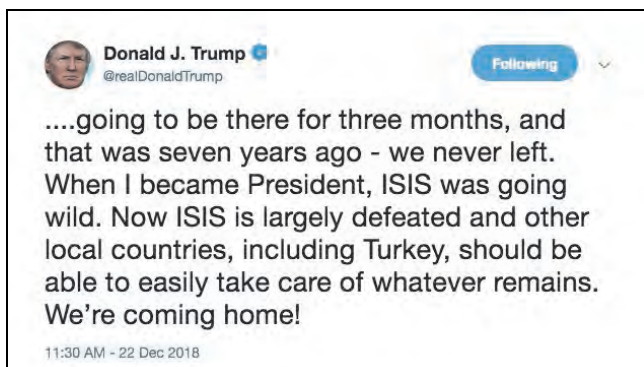 Donald J. Trump
@realDonaldTrump
Following
....going to be there for three months, and
that was seven years ago - we never left.
When I became President, ISIS was going
wild. Now ISIS is largely defeated and other
local countries, including Turkey, should be
able to easily take care of whatever remains.
We're coming home!
11:30 AM - 22 Dec 2018